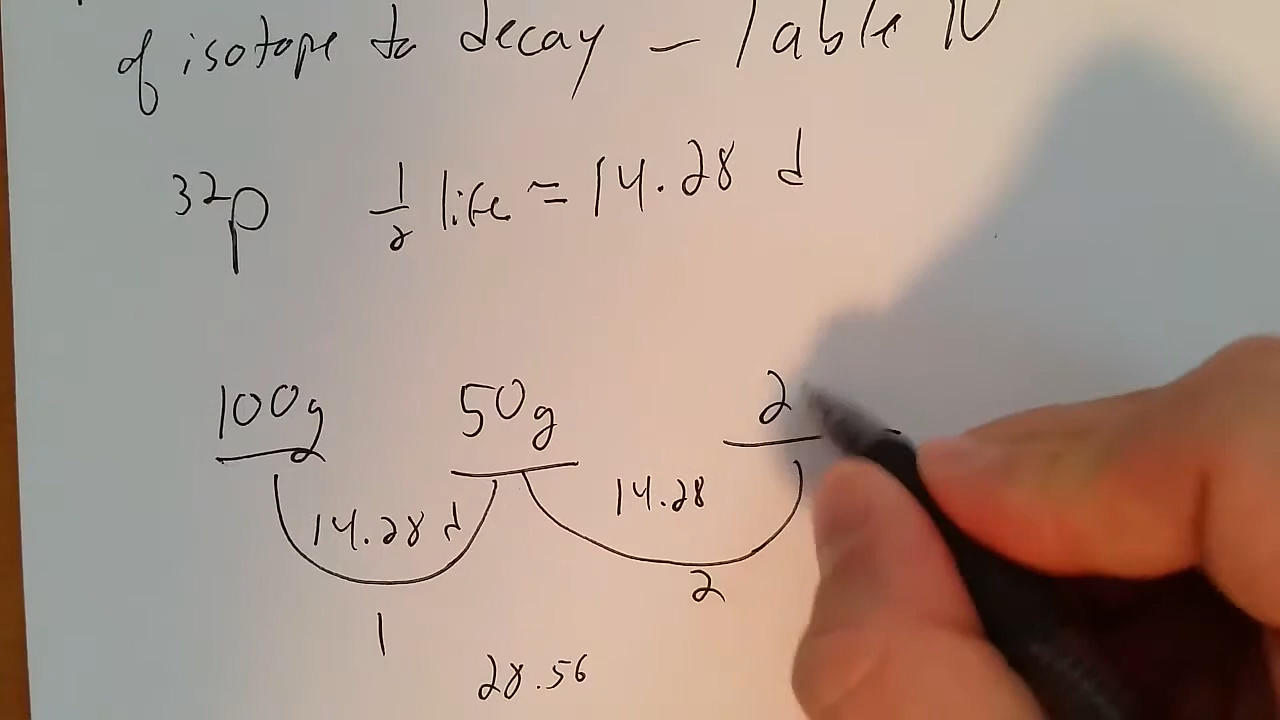 of isotope to decay – Table N
32P 1/2 life = 14.28 d
100g 50g 2
14.28 d 14.28
1 2
28.56